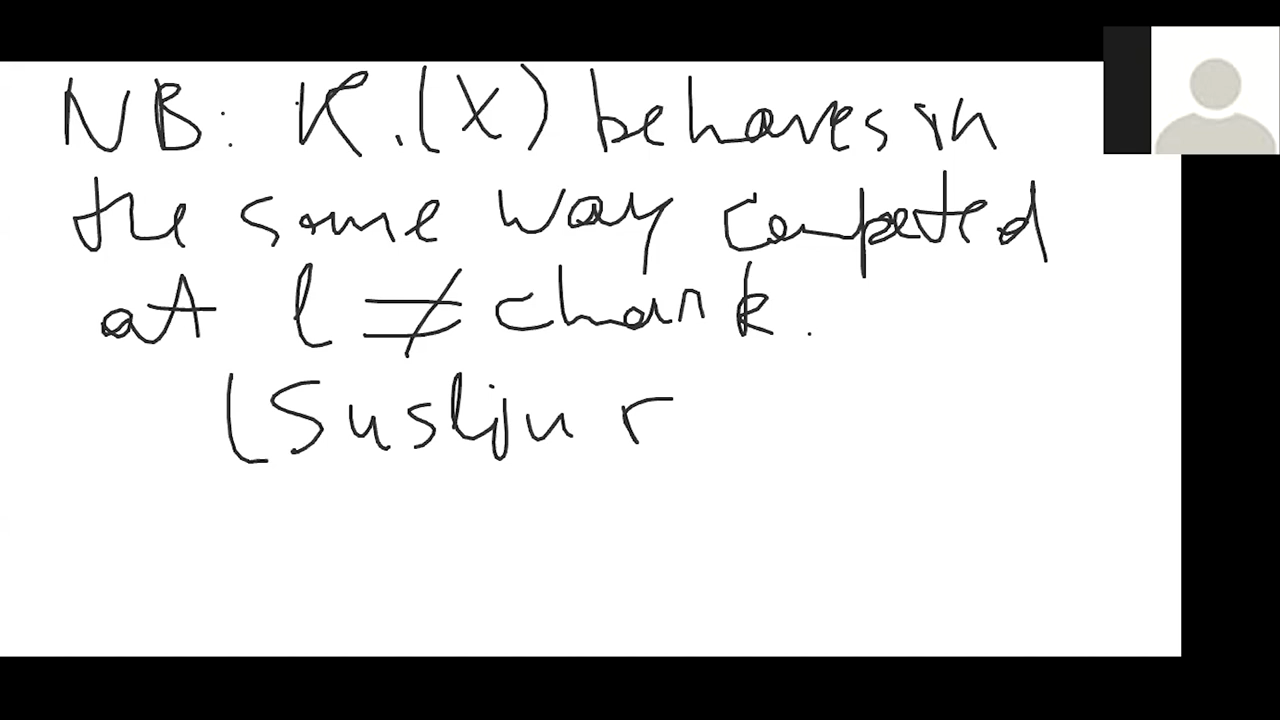 NB: K.(X) behaves in
the same way completed
at l ≠ char k.
(Suslin r